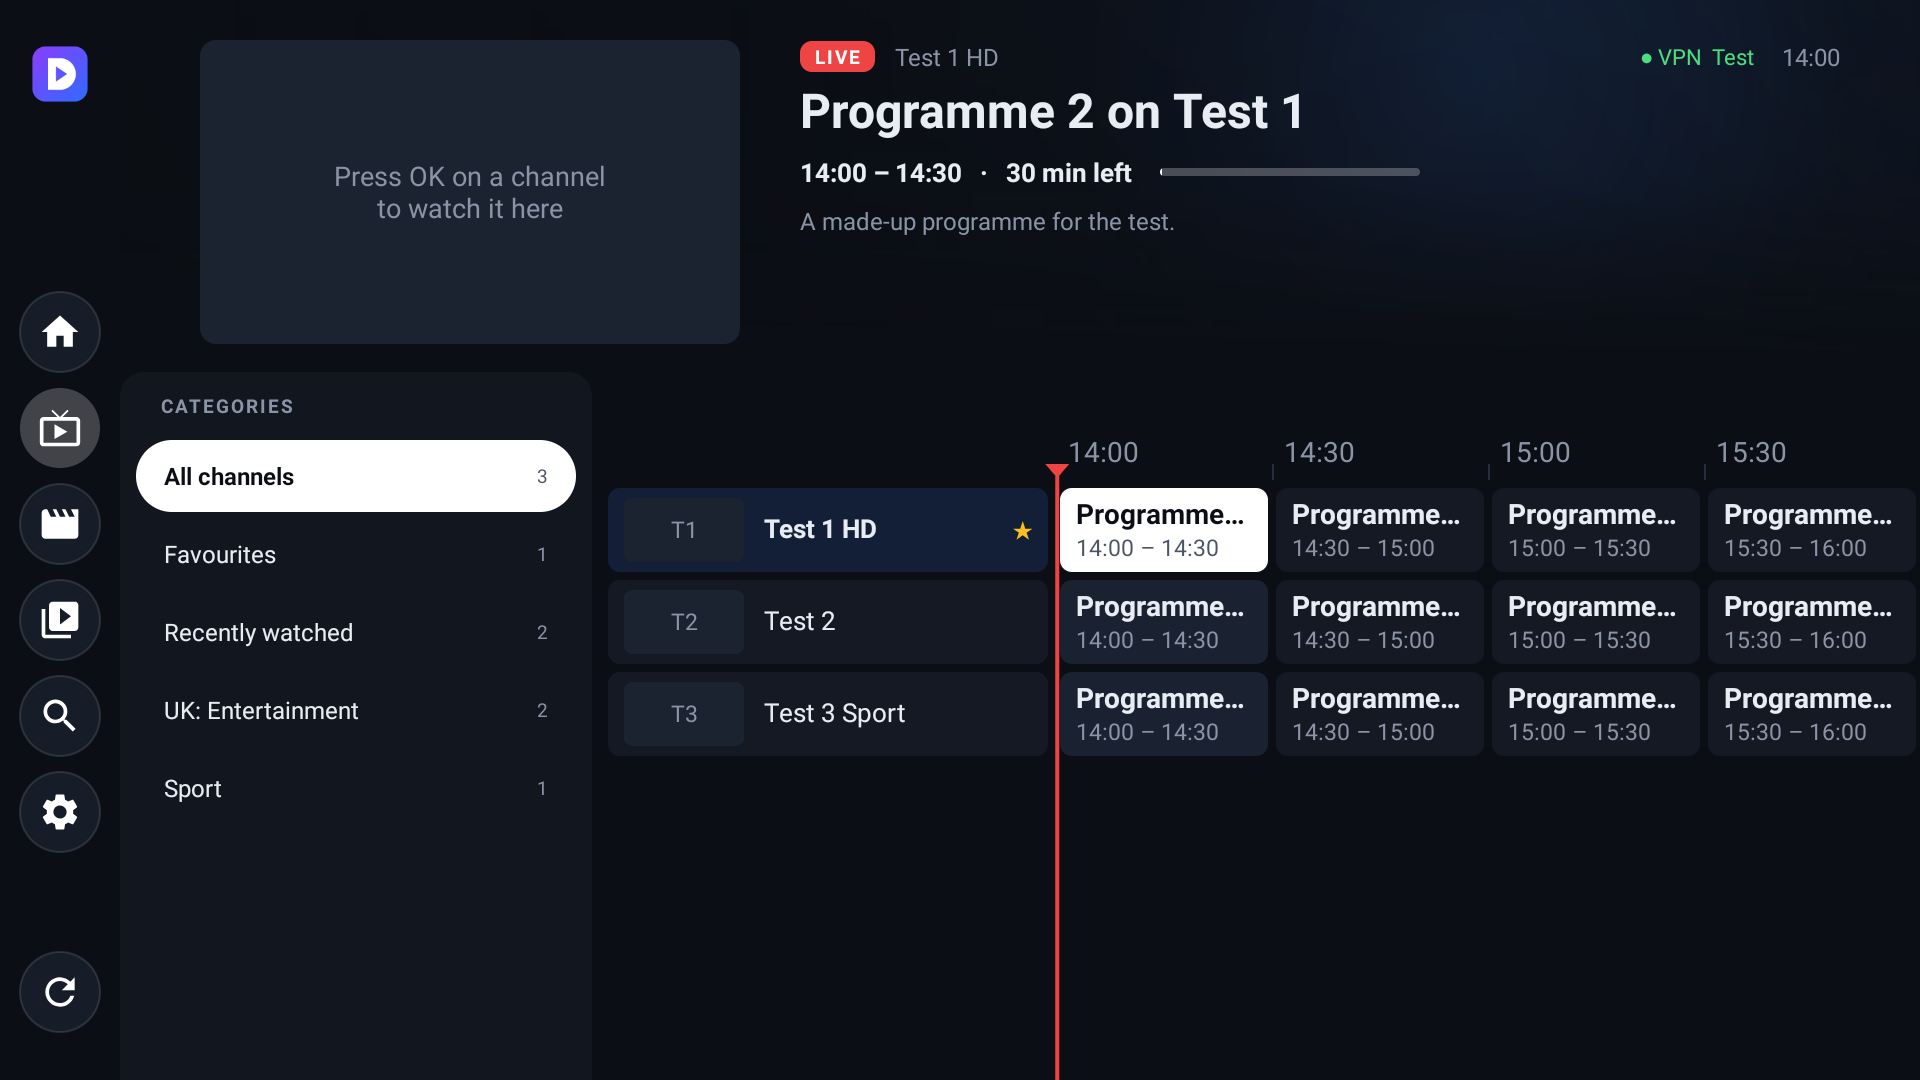 LIVE Test 1 HD
VPN Test 14:00
Programme 2 on Test 1
14:00 – 14:30 · 30 min left
A made-up programme for the test.
Press OK on a channel
to watch it here
CATEGORIES
All channels 3
Favourites 1
Recently watched 2
UK: Entertainment 2
Sport 1
14:00 14:30 15:00 15:30
T1 Test 1 HD ★
Programme... Programme... Programme... Programme...
14:00 – 14:30 14:30 – 15:00 15:00 – 15:30 15:30 – 16:00
T2 Test 2
Programme... Programme... Programme... Programme...
14:00 – 14:30 14:30 – 15:00 15:00 – 15:30 15:30 – 16:00
T3 Test 3 Sport
Programme... Programme... Programme... Programme...
14:00 – 14:30 14:30 – 15:00 15:00 – 15:30 15:30 – 16:00